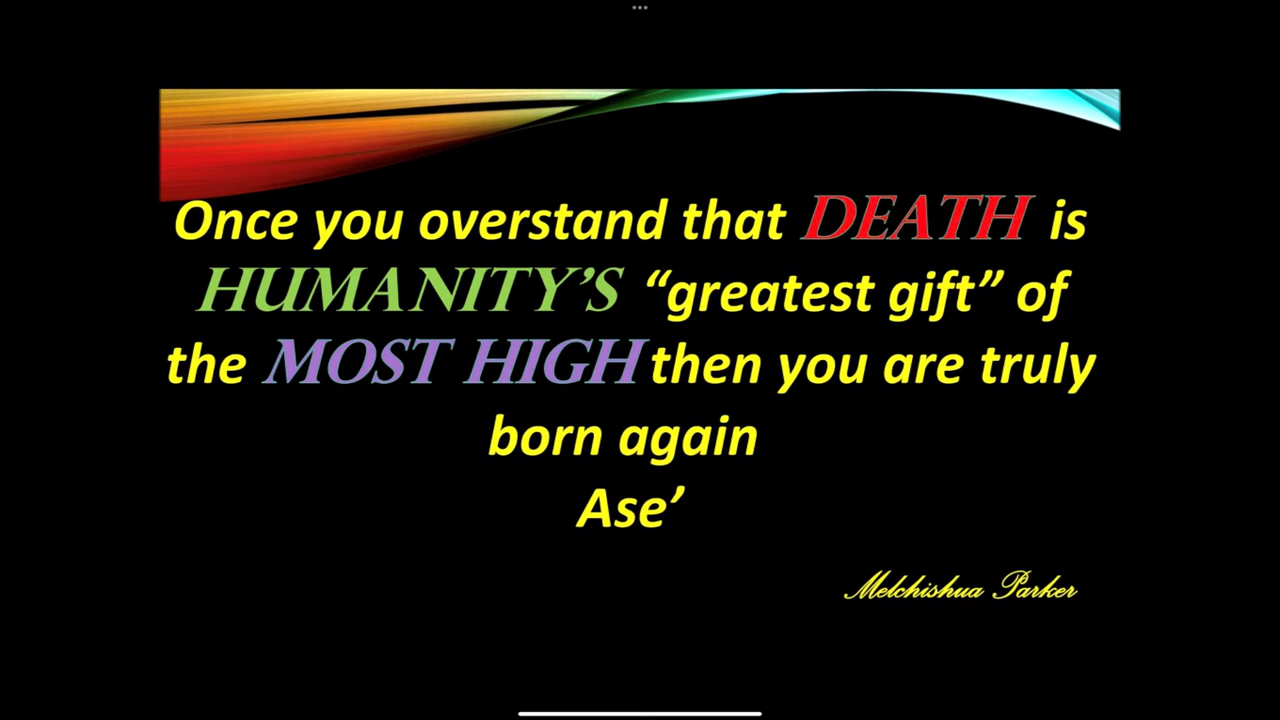 Once you overstand that DEATH is
HUMANITY’S “greatest gift” of
the MOST HIGH then you are truly
born again
Ase’
Melchishua Parker